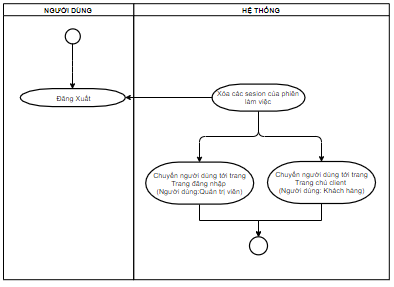 NGƯỜI DÙNG
HỆ THỐNG
Đăng Xuất
Xóa các sesion của phiên
làm việc
Chuyển người dùng tới trang
Trang đăng nhập
(Người dùng:Quản trị viên)
Chuyển người dùng tới trang
Trang chủ client
(Người dùng: Khách hàng)